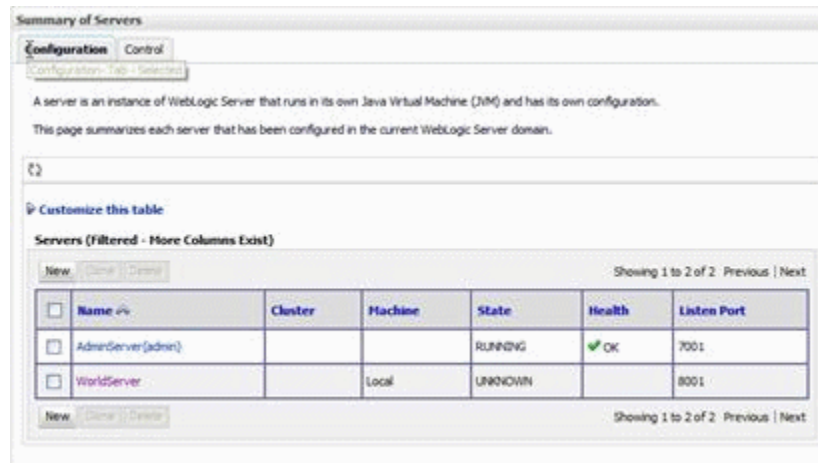 Summary of Servers
Configuration Control
Configuration- Tab - Selected
A server is an instance of WebLogic Server that runs in its own Java Virtual Machine (JVM) and has its own configuration.
This page summarizes each server that has been configured in the current WebLogic Server domain.
Customize this table
Servers (Filtered - More Columns Exist)
New Clone Delete Showing 1 to 2 of 2 Previous | Next
Name Cluster Machine State Health Listen Port
AdminServer(admin) RUNNING OK 7001
WorldServer Local UNKNOWN 8001
New Clone Delete Showing 1 to 2 of 2 Previous | Next